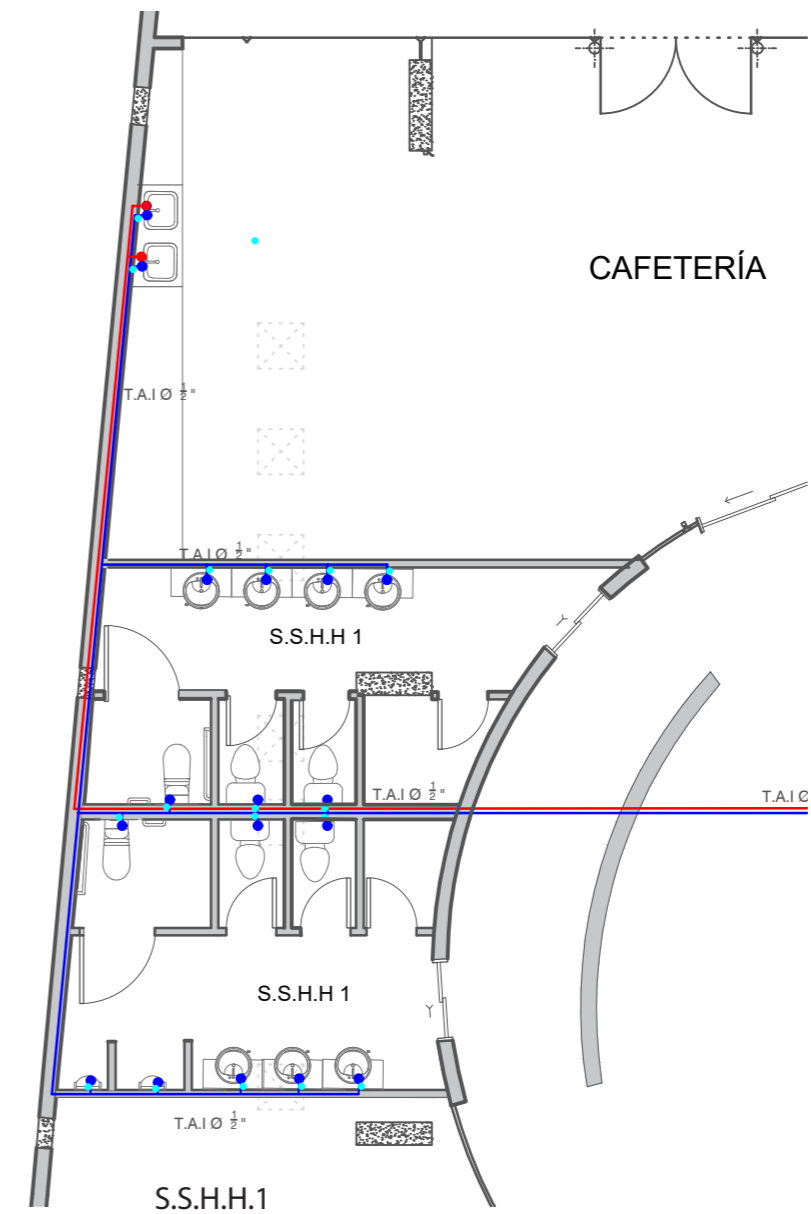 CAFETERÍA
T.A.I Ø 1/2"
T.A.I Ø 1/2"
S.S.H.H 1
T.A.I Ø 1/2"
T.A.I Ø
S.S.H.H 1
T.A.I Ø 1/2"
S.S.H.H.1